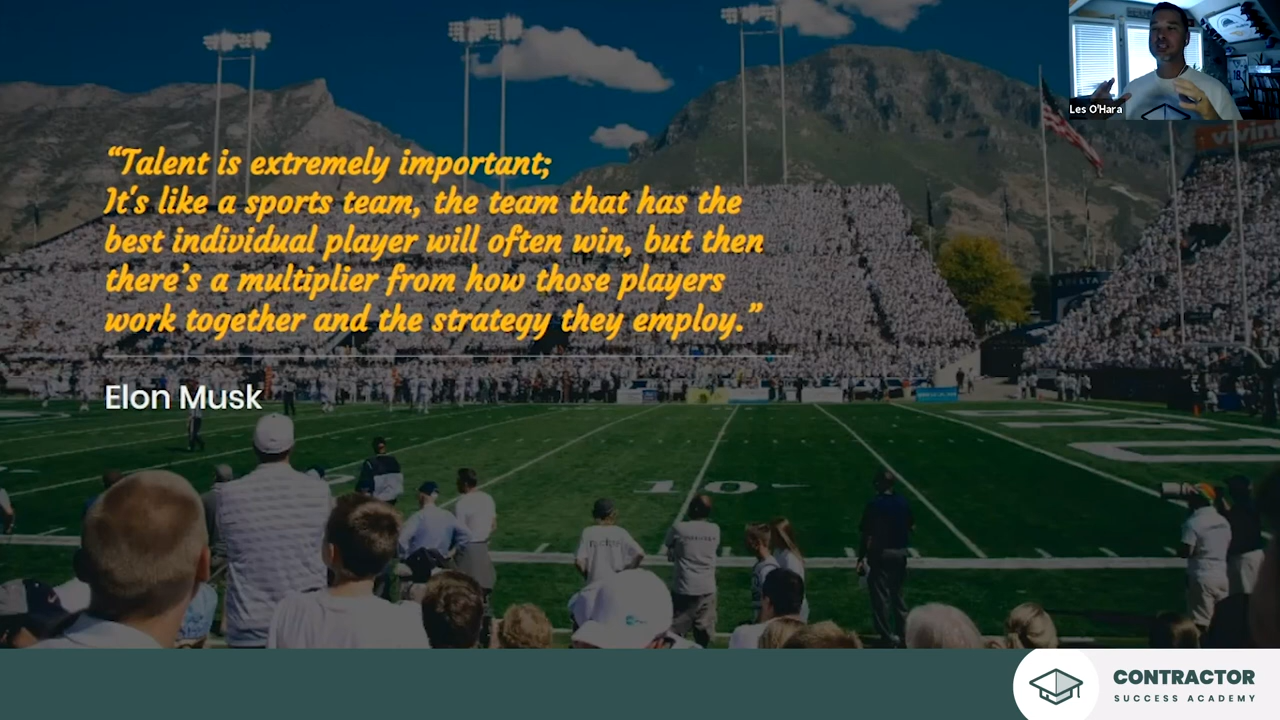 Les O'Hara
vivin
“Talent is extremely important;
It's like a sports team, the team that has the
best individual player will often win, but then
there’s a multiplier from how those players
work together and the strategy they employ.”
Elon Musk
10
CONTRACTOR
SUCCESS ACADEMY